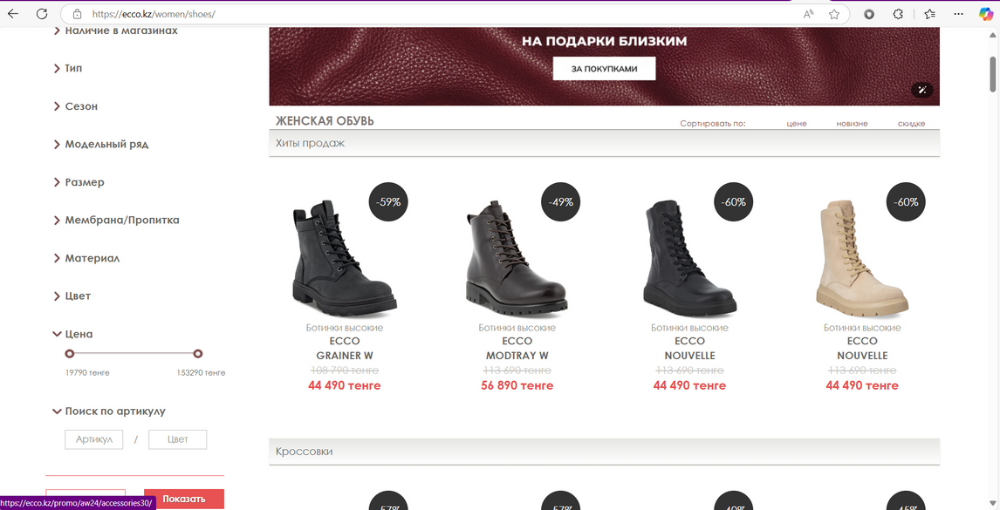 https://ecco.kz/women/shoes/
Наличие в магазинах
Тип
Сезон
Модельный ряд
Размер
Мембрана/Пропитка
Материал
Цвет
Цена
19790 тенге 153290 тенге
Поиск по артикулу
Артикул / Цвет
Показать
https://ecco.kz/promo/aw24/accessories30/
НА ПОДАРКИ БЛИЗКИМ
ЗА ПОКУПКАМИ
ЖЕНСКАЯ ОБУВЬ
Сортировать по: цене новизне скидке
Хиты продаж
-59% -49% -60% -60%
Ботинки высокие Ботинки высокие Ботинки высокие Ботинки высокие
ECCO ECCO ECCO ECCO
GRAINER W MODTRAY W NOUVELLE NOUVELLE
108 790 тенге 113 690 тенге 113 690 тенге 113 690 тенге
44 490 тенге 56 890 тенге 44 490 тенге 44 490 тенге
Кроссовки
-57% -57% -40% -45%